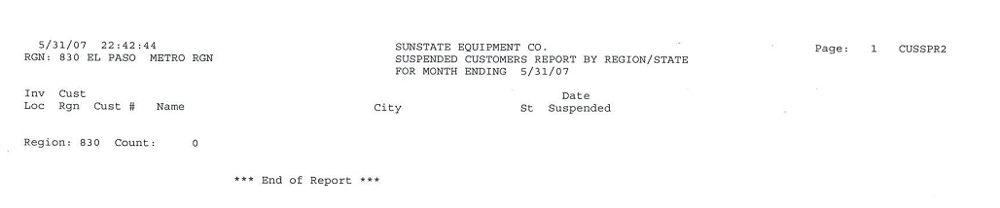 5/31/07 22:42:44 SUNSTATE EQUIPMENT CO. Page: 1 CUSSPR2
RGN: 830 EL PASO METRO RGN SUSPENDED CUSTOMERS REPORT BY REGION/STATE
FOR MONTH ENDING 5/31/07
Inv Cust Date
Loc Rgn Cust # Name City St Suspended
Region: 830 Count: 0
*** End of Report ***